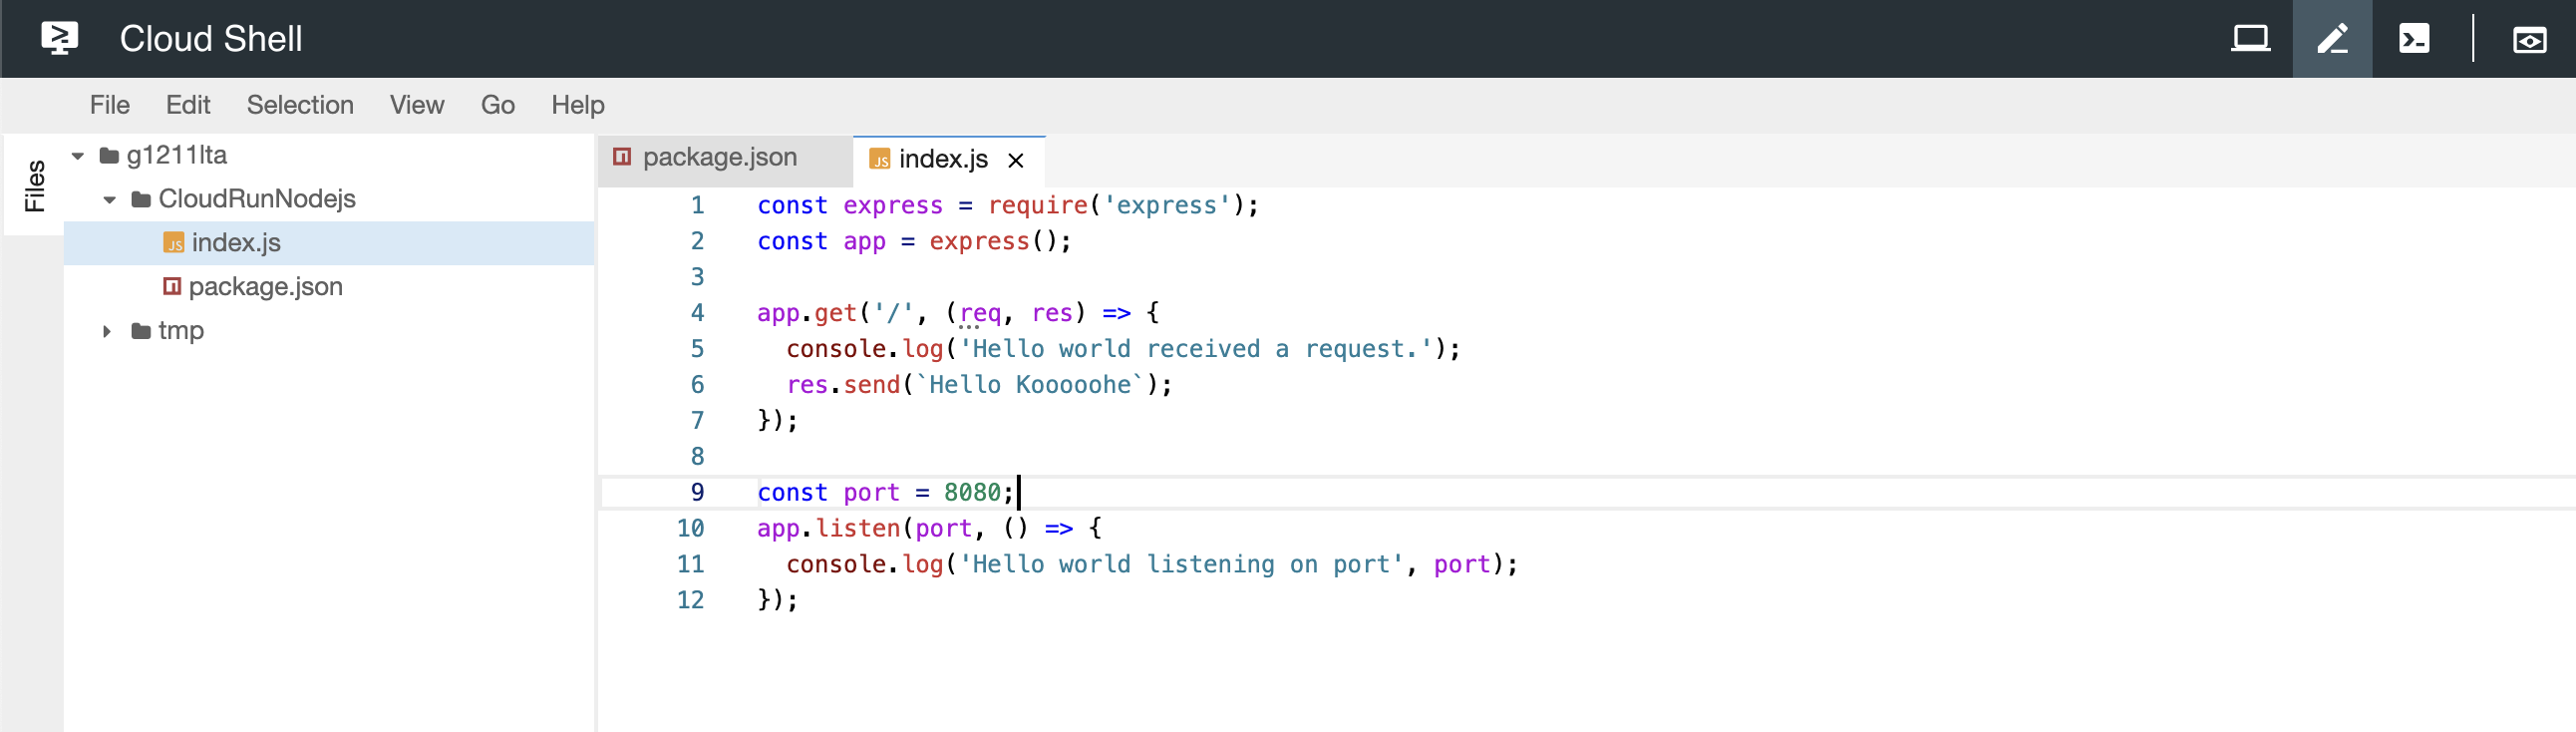 Cloud Shell
File Edit Selection View Go Help
Files
g1211lta
CloudRunNodejs
JS index.js
package.json
tmp
package.json JS index.js ×
1 const express = require('express');
2 const app = express();
3
4 app.get('/', (req, res) => {
5   console.log('Hello world received a request.');
6   res.send(`Hello Kooooohe`);
7 });
8
9 const port = 8080;
10 app.listen(port, () => {
11   console.log('Hello world listening on port', port);
12 });